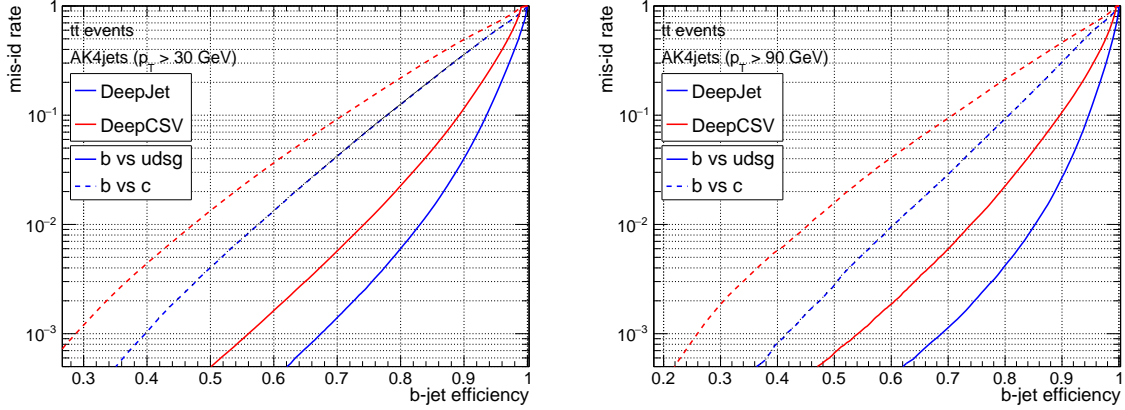 mis-id rate
1
10⁻¹
10⁻²
10⁻³
tt events
AK4jets (p_T > 30 GeV)
DeepJet
DeepCSV
b vs udsg
b vs c
0.3 0.4 0.5 0.6 0.7 0.8 0.9 1
b-jet efficiency
mis-id rate
1
10⁻¹
10⁻²
10⁻³
tt events
AK4jets (p_T > 90 GeV)
DeepJet
DeepCSV
b vs udsg
b vs c
0.2 0.3 0.4 0.5 0.6 0.7 0.8 0.9 1
b-jet efficiency